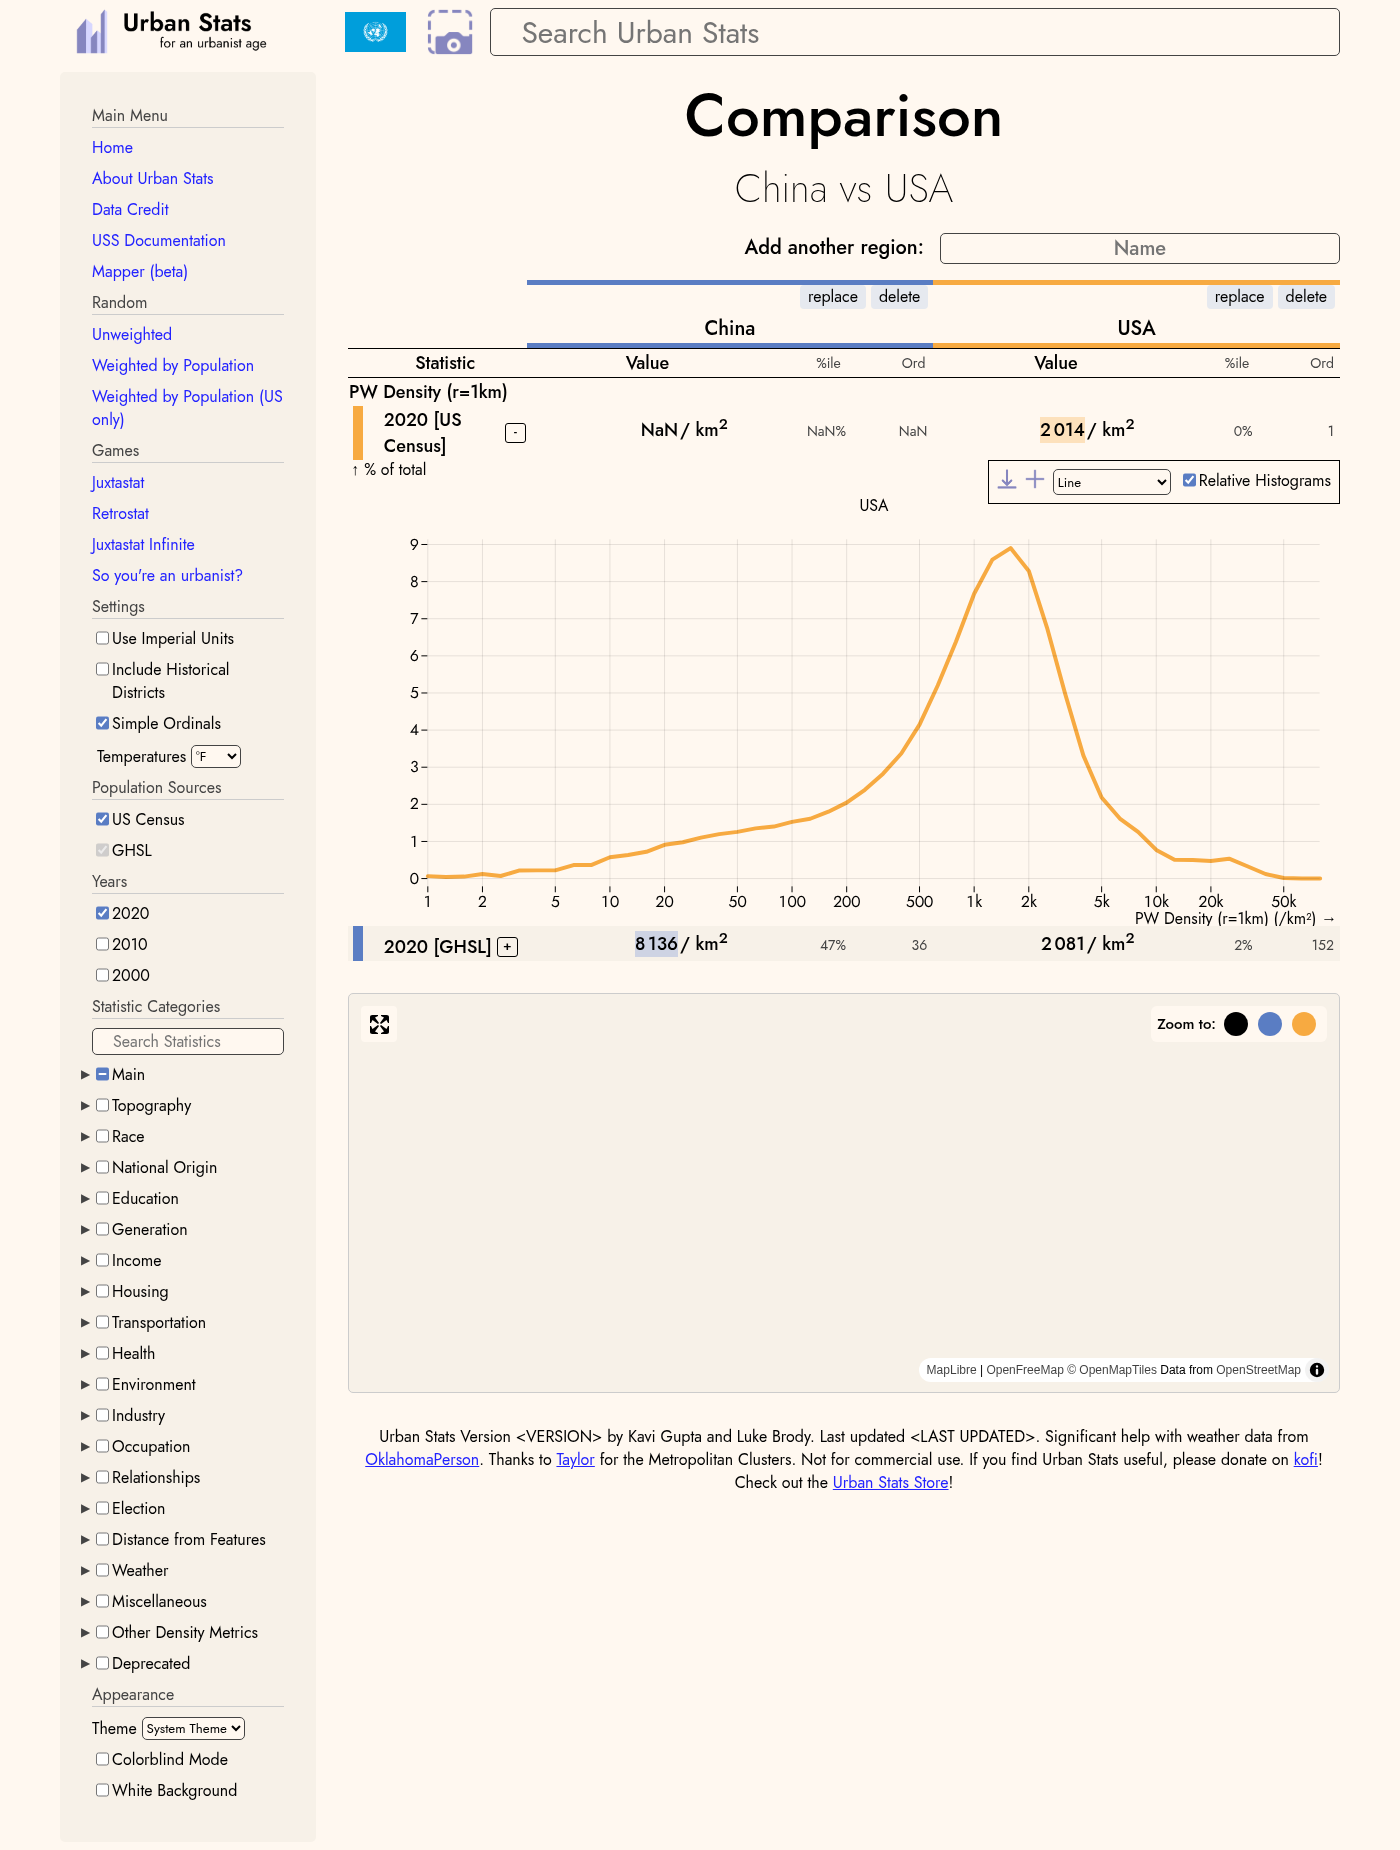 Urban Stats
for an urbanist age
Search Urban Stats
Main Menu
Home
About Urban Stats
Data Credit
USS Documentation
Mapper (beta)
Random
Unweighted
Weighted by Population
Weighted by Population (US
only)
Games
Juxtastat
Retrostat
Juxtastat Infinite
So you're an urbanist?
Settings
Use Imperial Units
Include Historical
Districts
Simple Ordinals
Temperatures °F
Population Sources
US Census
GHSL
Years
2020
2010
2000
Statistic Categories
Search Statistics
Main
Topography
Race
National Origin
Education
Generation
Income
Housing
Transportation
Health
Environment
Industry
Occupation
Relationships
Election
Distance from Features
Weather
Miscellaneous
Other Density Metrics
Deprecated
Appearance
Theme System Theme
Colorblind Mode
White Background
Comparison
China vs USA
Add another region: Name
replace delete replace delete
China USA
Statistic Value %ile Ord Value %ile Ord
PW Density (r=1km)
2020 [US
Census] - NaN / km² NaN% NaN 2 014 / km² 0% 1
↑ % of total
Line Relative Histograms
USA
9
8
7
6
5
4
3
2
1
0
1 2 5 10 20 50 100 200 500 1k 2k 5k 10k 20k 50k
PW Density (r=1km) (/km²) →
2020 [GHSL] + 8 136 / km² 47% 36 2 081 / km² 2% 152
Zoom to:
MapLibre | OpenFreeMap © OpenMapTiles Data from OpenStreetMap
Urban Stats Version <VERSION> by Kavi Gupta and Luke Brody. Last updated <LAST UPDATED>. Significant help with weather data from
OklahomaPerson. Thanks to Taylor for the Metropolitan Clusters. Not for commercial use. If you find Urban Stats useful, please donate on kofi!
Check out the Urban Stats Store!